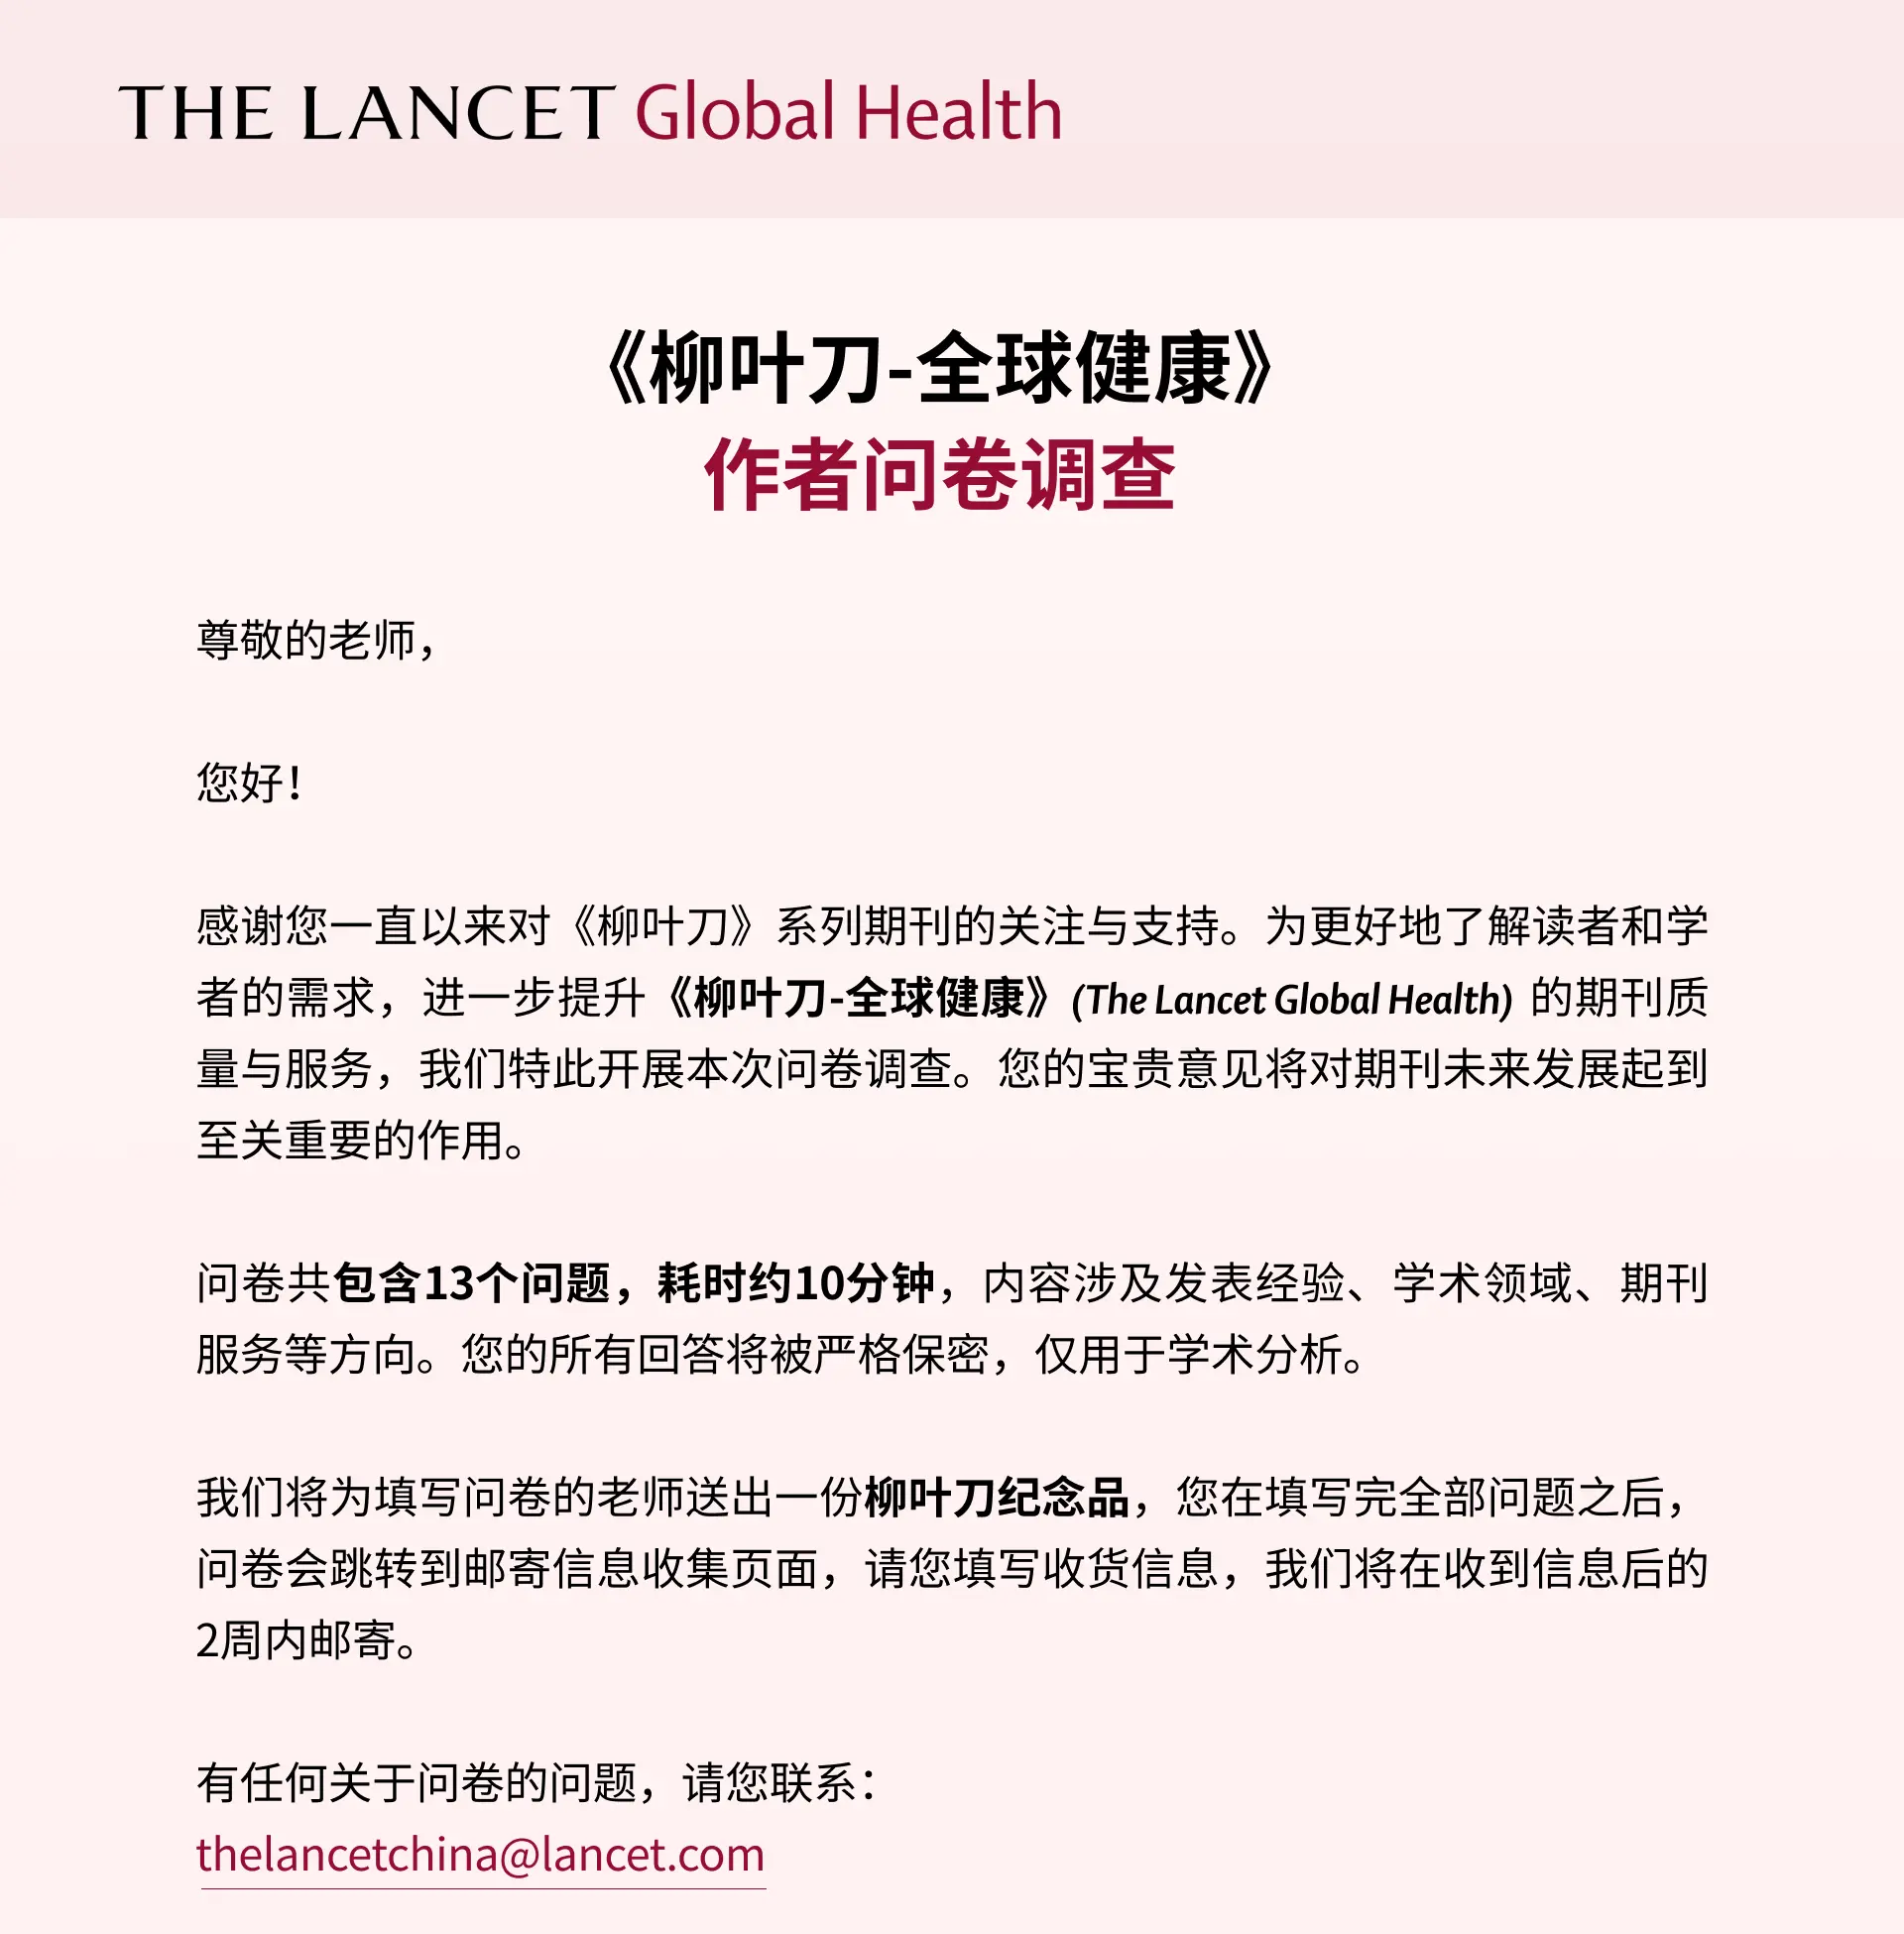 THE LANCET Global Health
《柳叶刀-全球健康》
作者问卷调查
尊敬的老师，
您好！
感谢您一直以来对《柳叶刀》系列期刊的关注与支持。为更好地了解读者和学
者的需求，进一步提升《柳叶刀-全球健康》(The Lancet Global Health) 的期刊质
量与服务，我们特此开展本次问卷调查。您的宝贵意见将对期刊未来发展起到
至关重要的作用。
问卷共包含13个问题，耗时约10分钟，内容涉及发表经验、学术领域、期刊
服务等方向。您的所有回答将被严格保密，仅用于学术分析。
我们将为填写问卷的老师送出一份柳叶刀纪念品，您在填写完全部问题之后，
问卷会跳转到邮寄信息收集页面，请您填写收货信息，我们将在收到信息后的
2周内邮寄。
有任何关于问卷的问题，请您联系：
thelancetchina@lancet.com